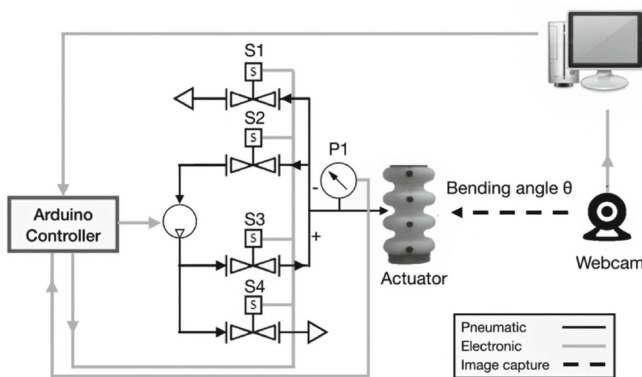 S1
S
S2
S
P1
-
Bending angle θ
Arduino
Controller
S3
S
+
Actuator
Webcam
S4
S
Pneumatic
Electronic
Image capture